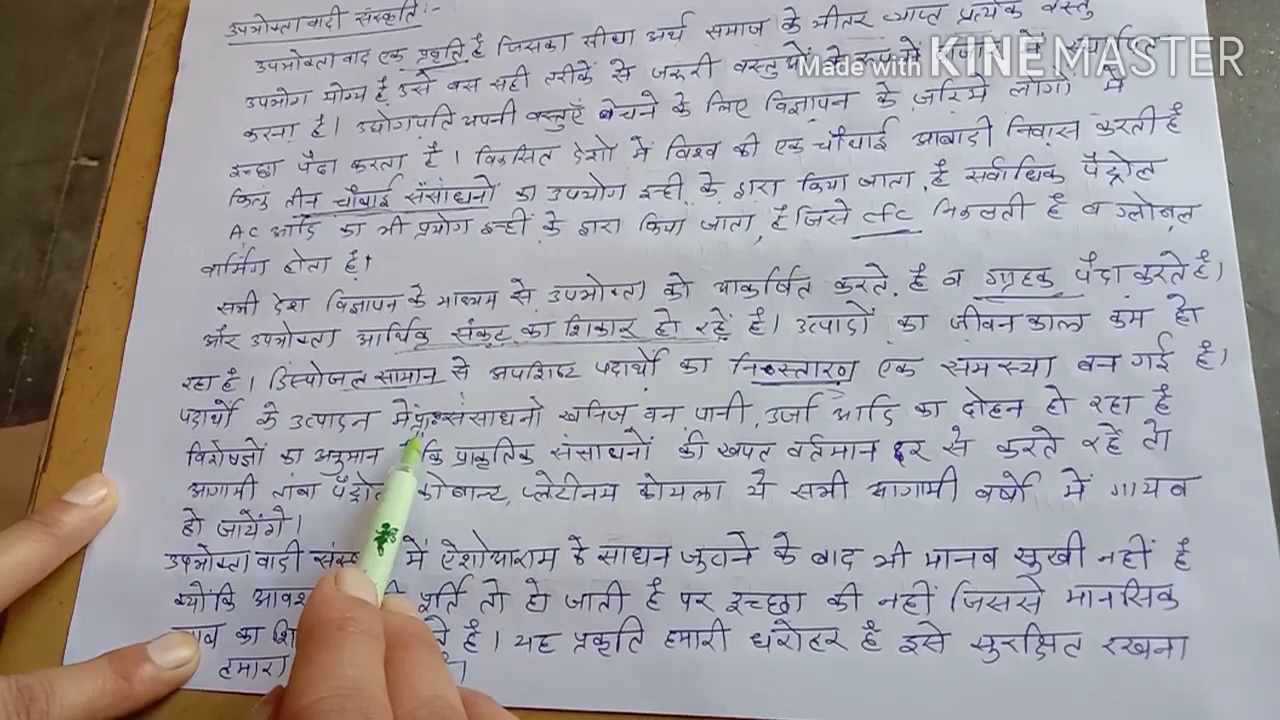 उपभोक्तावादी संस्कृति:-
उपभोक्तावाद एक प्रवृति है जिसका सीधा अर्थ समाज के भीतर व्याप्त प्रत्येक वस्तु
Made with KINEMASTER
उपभोग योग्य है उसे बस सही तरीकें से जरुरी वस्तुओं के रूप में
करना है। उद्योगपति अपनी वस्तुएँ बेचने के लिए विज्ञापन के जरिये लोगों में
इच्छा पैदा करता है। विकसित देशो में विश्व की एक चौथाई आबादी निवास करती है
किन्तु तीन चौथाई संसाधनों का उपयोग इन्ही के द्वारा किया जाता है सर्वाधिक पैट्रोल
AC आदि का भी प्रयोग इन्हीं के द्वारा किया जाता है जिसे cfc निकलती है व ग्लोबल
वार्मिंग होता है।
सभी देश विज्ञापन के माध्यम से उपभोक्ता को आकर्षित करते है व ग्राहक पैदा करते है।
और उपभोक्ता आर्थिक संकट का शिकार हो रहें है। उत्पादों का जीवन काल कम हो
रहा है। डिस्पोजल सामान से अपशिष्ट पदार्थो का निस्तारण एक समस्या बन गई है।
पदार्थो के उत्पादन में संसाधनो खनिज वन पानी, उर्जा आदि का दोहन हो रहा है
विशेषज्ञों का अनुमान कि प्राकृतिक संसाधनों की खपत वर्तमान दर से करते रहें तो
आगामी तांबा पैट्रोल कोबाल्ट, प्लेटीनम कोयला ये सभी आगामी वर्षो में गायब
हो जायेंगे।
उपभोक्तावादी में ऐशोआराम के साधन जुटाने के बाद भी मानव सुखी नहीं है
क्योंकि पूर्ति तो हो जाती है पर इच्छा की नहीं जिससे मानसिक
का है। यह प्रकृति हमारी धरोहर है इसे सुरक्षित रखना
हमारा